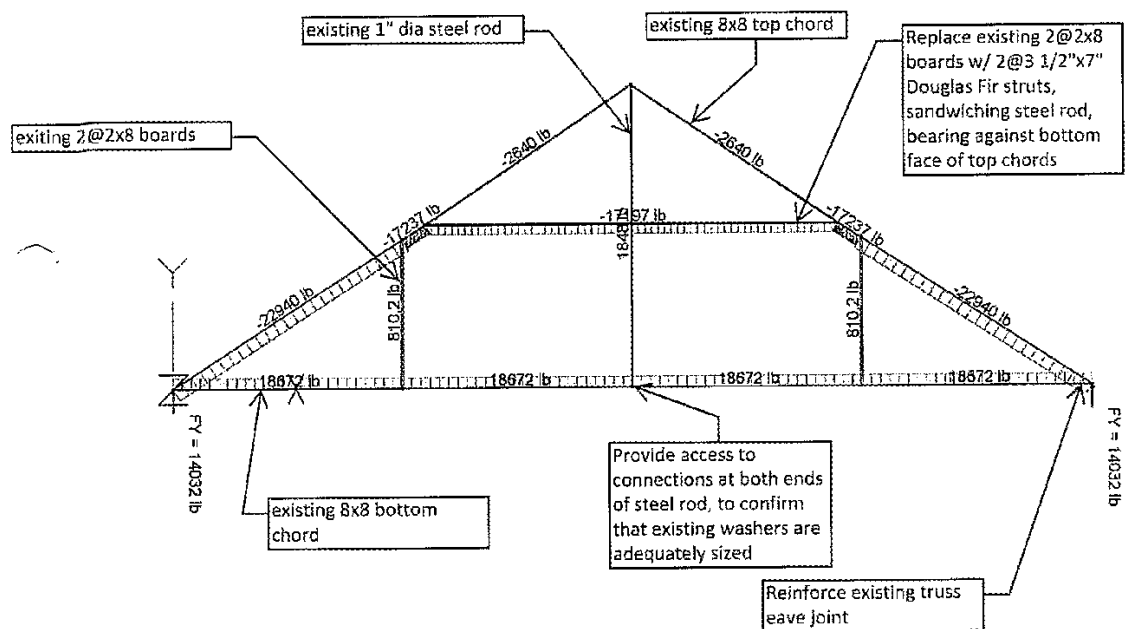 existing 1" dia steel rod
existing 8x8 top chord
Replace existing 2@2x8
boards w/ 2@3 1/2"x7"
Douglas Fir struts,
sandwiching steel rod,
bearing against bottom
face of top chords
exiting 2@2x8 boards
-2640 lb
-2640 lb
-17237 lb
-17237 lb
-22940 lb
-22940 lb
810.2 lb
810.2 lb
18672 lb
18672 lb
18672 lb
18672 lb
FY = 14032 lb
FY = 14032 lb
existing 8x8 bottom
chord
Provide access to
connections at both ends
of steel rod, to confirm
that existing washers are
adequately sized
Reinforce existing truss
eave joint